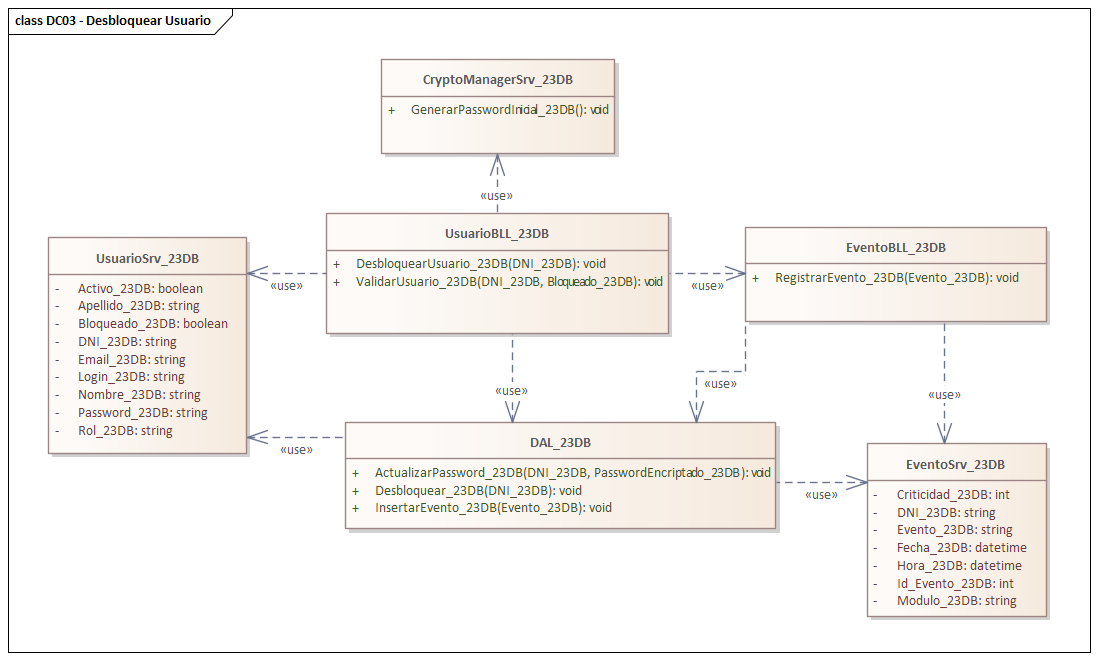 class DC03 - Desbloquear Usuario
CryptoManagerSrv_23DB
+ GenerarPasswordInicial_23DB(): void
«use»
UsuarioBLL_23DB
+ DesbloquearUsuario_23DB(DNI_23DB): void
+ ValidarUsuario_23DB(DNI_23DB, Bloqueado_23DB): void
EventoBLL_23DB
+ RegistrarEvento_23DB(Evento_23DB): void
UsuarioSrv_23DB
- Activo_23DB: boolean
- Apellido_23DB: string
- Bloqueado_23DB: boolean
- DNI_23DB: string
- Email_23DB: string
- Login_23DB: string
- Nombre_23DB: string
- Password_23DB: string
- Rol_23DB: string
«use»
«use»
«use»
«use»
«use»
«use»
DAL_23DB
+ ActualizarPassword_23DB(DNI_23DB, PasswordEncriptado_23DB): void
+ Desbloquear_23DB(DNI_23DB): void
+ InsertarEvento_23DB(Evento_23DB): void
«use»
EventoSrv_23DB
- Criticidad_23DB: int
- DNI_23DB: string
- Evento_23DB: string
- Fecha_23DB: datetime
- Hora_23DB: datetime
- Id_Evento_23DB: int
- Modulo_23DB: string